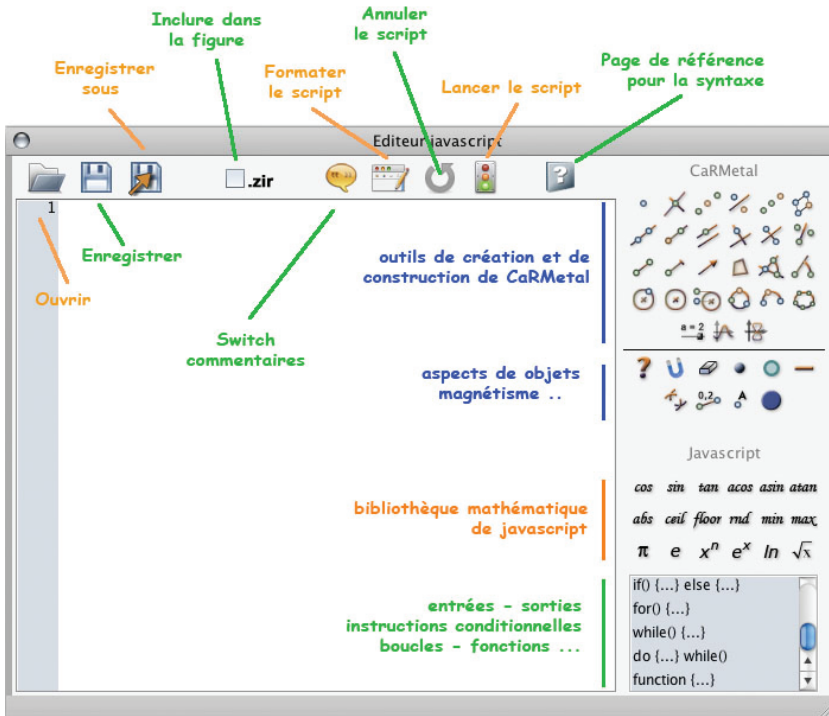 Inclure dans
la figure
Annuler
le script
Enregistrer
sous
Formater
le script
Lancer le script
Page de référence
pour la syntaxe
Editeur javascript
.zir
CaRMetal
1
Enregistrer
Ouvrir
Switch
commentaires
outils de création et de
construction de CaRMetal
a = 2
aspects de objets
magnétisme ..
0,2
A
Javascript
cos sin tan acos asin atan
abs ceil floor rnd min max
π e xⁿ eˣ ln √x
bibliothèque mathématique
de javascript
entrées - sorties
instructions conditionnelles
boucles - fonctions ...
if() {...} else {...}
for() {...}
while() {...}
do {...} while()
function {...}